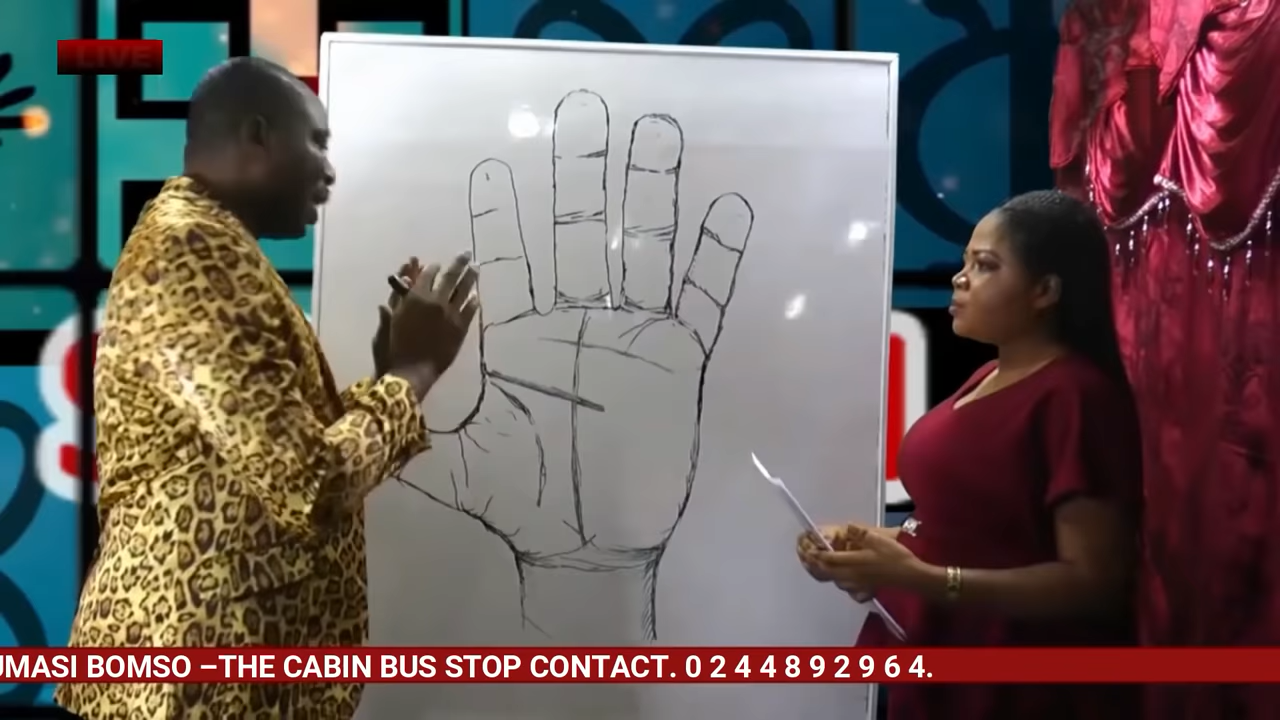 LIVE
UMASI BOMSO –THE CABIN BUS STOP CONTACT. 0 2 4 4 8 9 2 9 6 4.